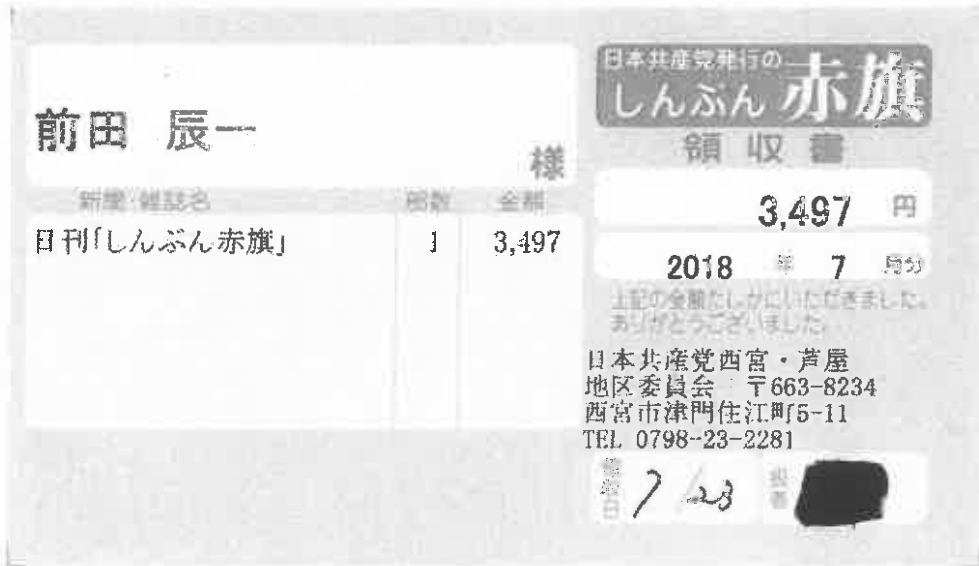 前田 辰一
様
新聞・雑誌名 部数 金額
日刊「しんぶん赤旗」 1 3,497
日本共産党発行の
しんぶん赤旗
領収書
3,497 円
2018 年 7 月分
上記の金額たしかにいただきました。
ありがとうございました。
日本共産党西宮・芦屋
地区委員会 〒663-8234
西宮市津門住江町5-11
TEL 0798-23-2281
7/23